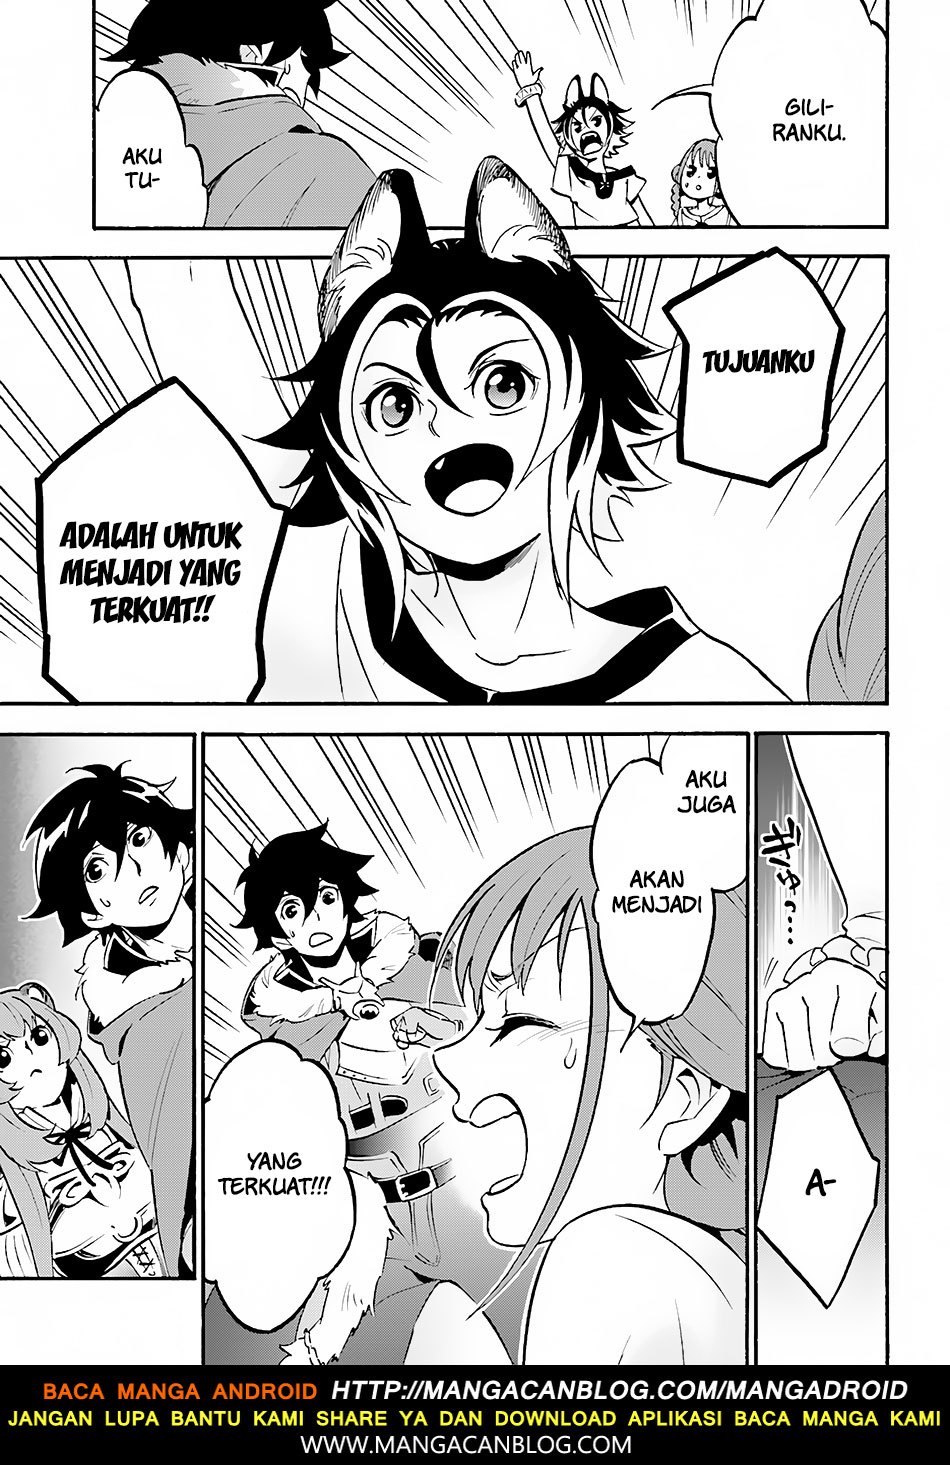 GILI-
RANKU.
AKU
TU-
TUJUANKU
ADALAH UNTUK
MENJADI YANG
TERKUAT!!
A-
AKU
JUGA
AKAN
MENJADI
YANG
TERKUAT!!!
BACA MANGA ANDROID HTTP://MANGACANBLOG.COM/MANGADROID
JANGAN LUPA BANTU KAMI SHARE YA DAN DOWNLOAD APLIKASI BACA MANGA KAMI
WWW.MANGACANBLOG.COM